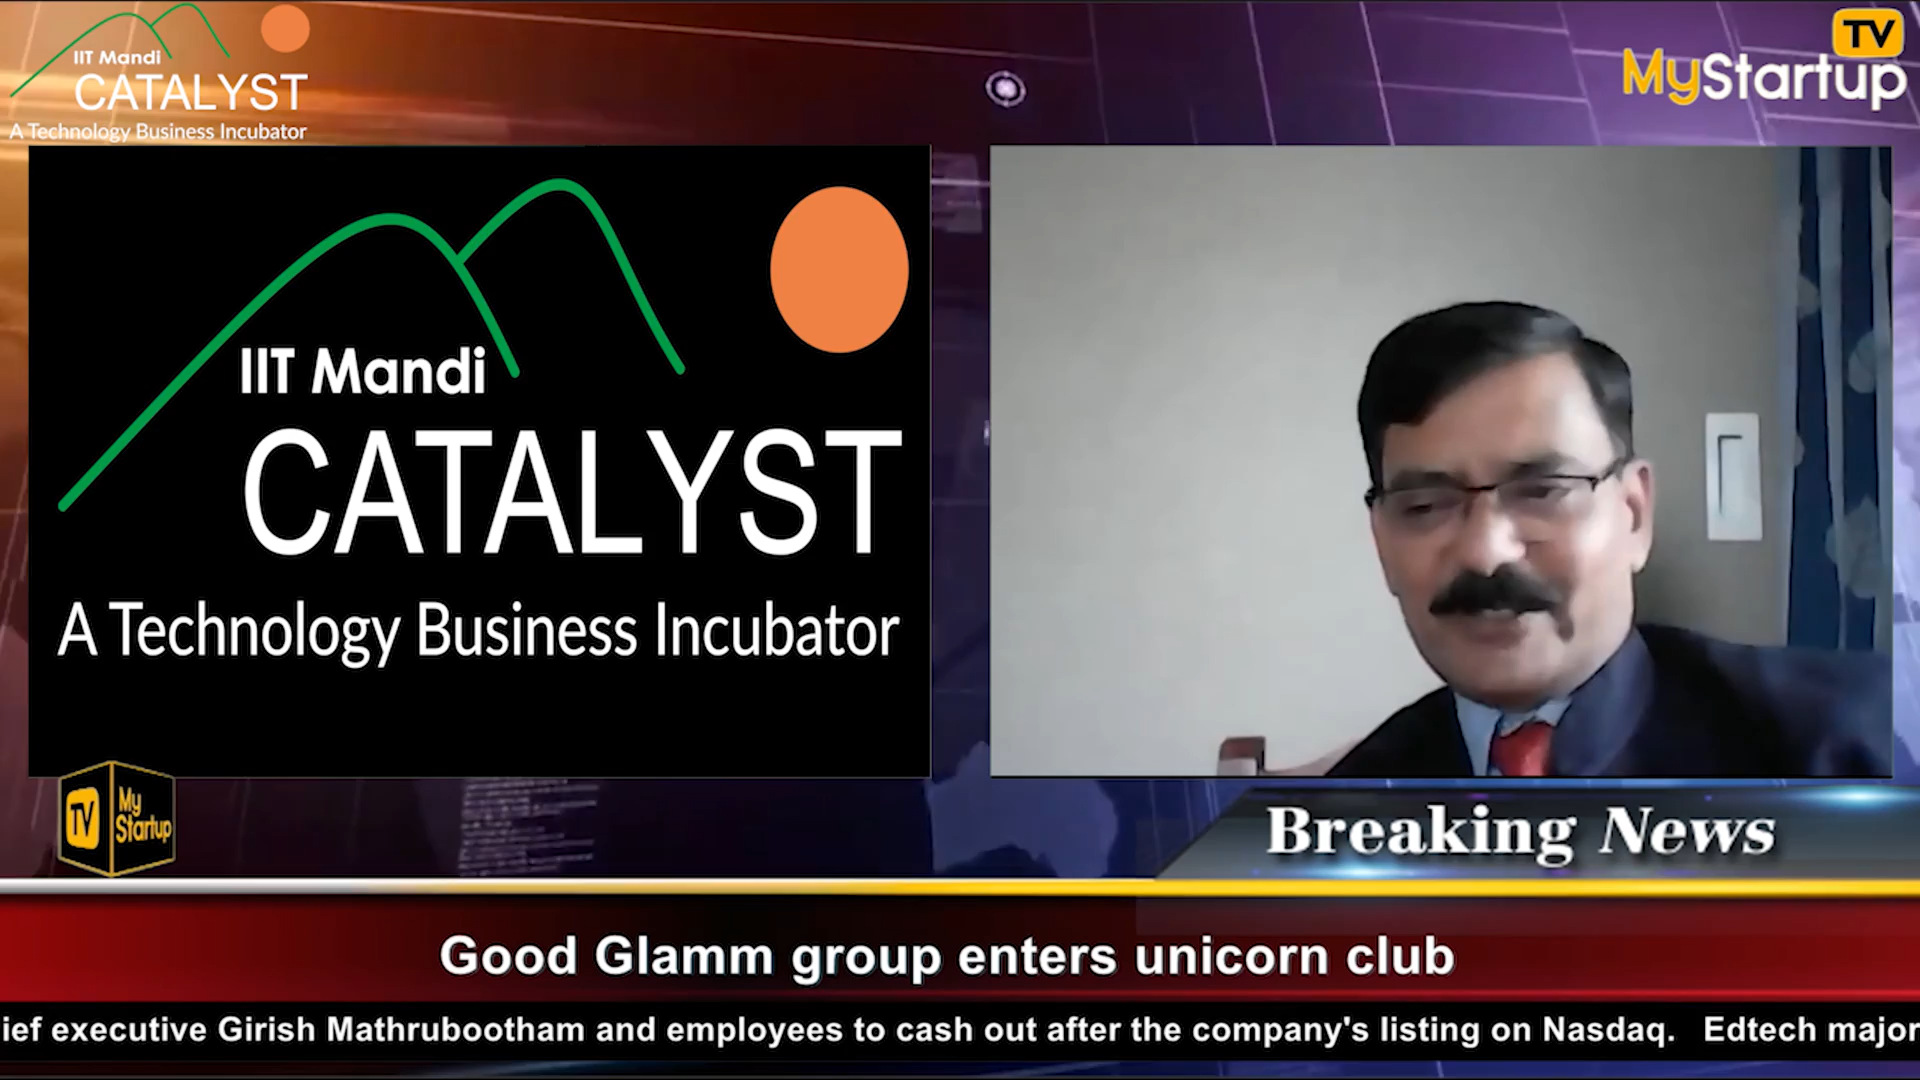 IIT Mandi
CATALYST
A Technology Business Incubator
TV
MyStartup
IIT Mandi
CATALYST
A Technology Business Incubator
TV
My
Startup
Breaking News
Good Glamm group enters unicorn club
ief executive Girish Mathrubootham and employees to cash out after the company's listing on Nasdaq. Edtech major